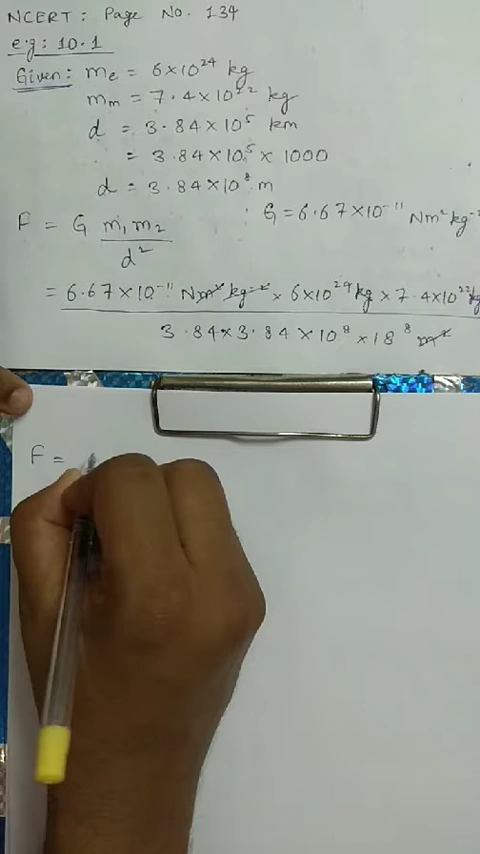 NCERT: Page No. 134
e.g: 10.1
Given: me = 6×10²⁴ kg
mm = 7.4×10²² kg
d = 3.84×10⁵ km
= 3.84×10⁵ × 1000
d = 3.84×10⁸ m
F = G m₁m₂ / d²
G = 6.67×10⁻¹¹ Nm² kg⁻²
= 6.67×10⁻¹¹ Nm² kg⁻² × 6×10²⁴ kg × 7.4×10²² kg
3.84×3.84×10⁸×10⁸ m²
F =